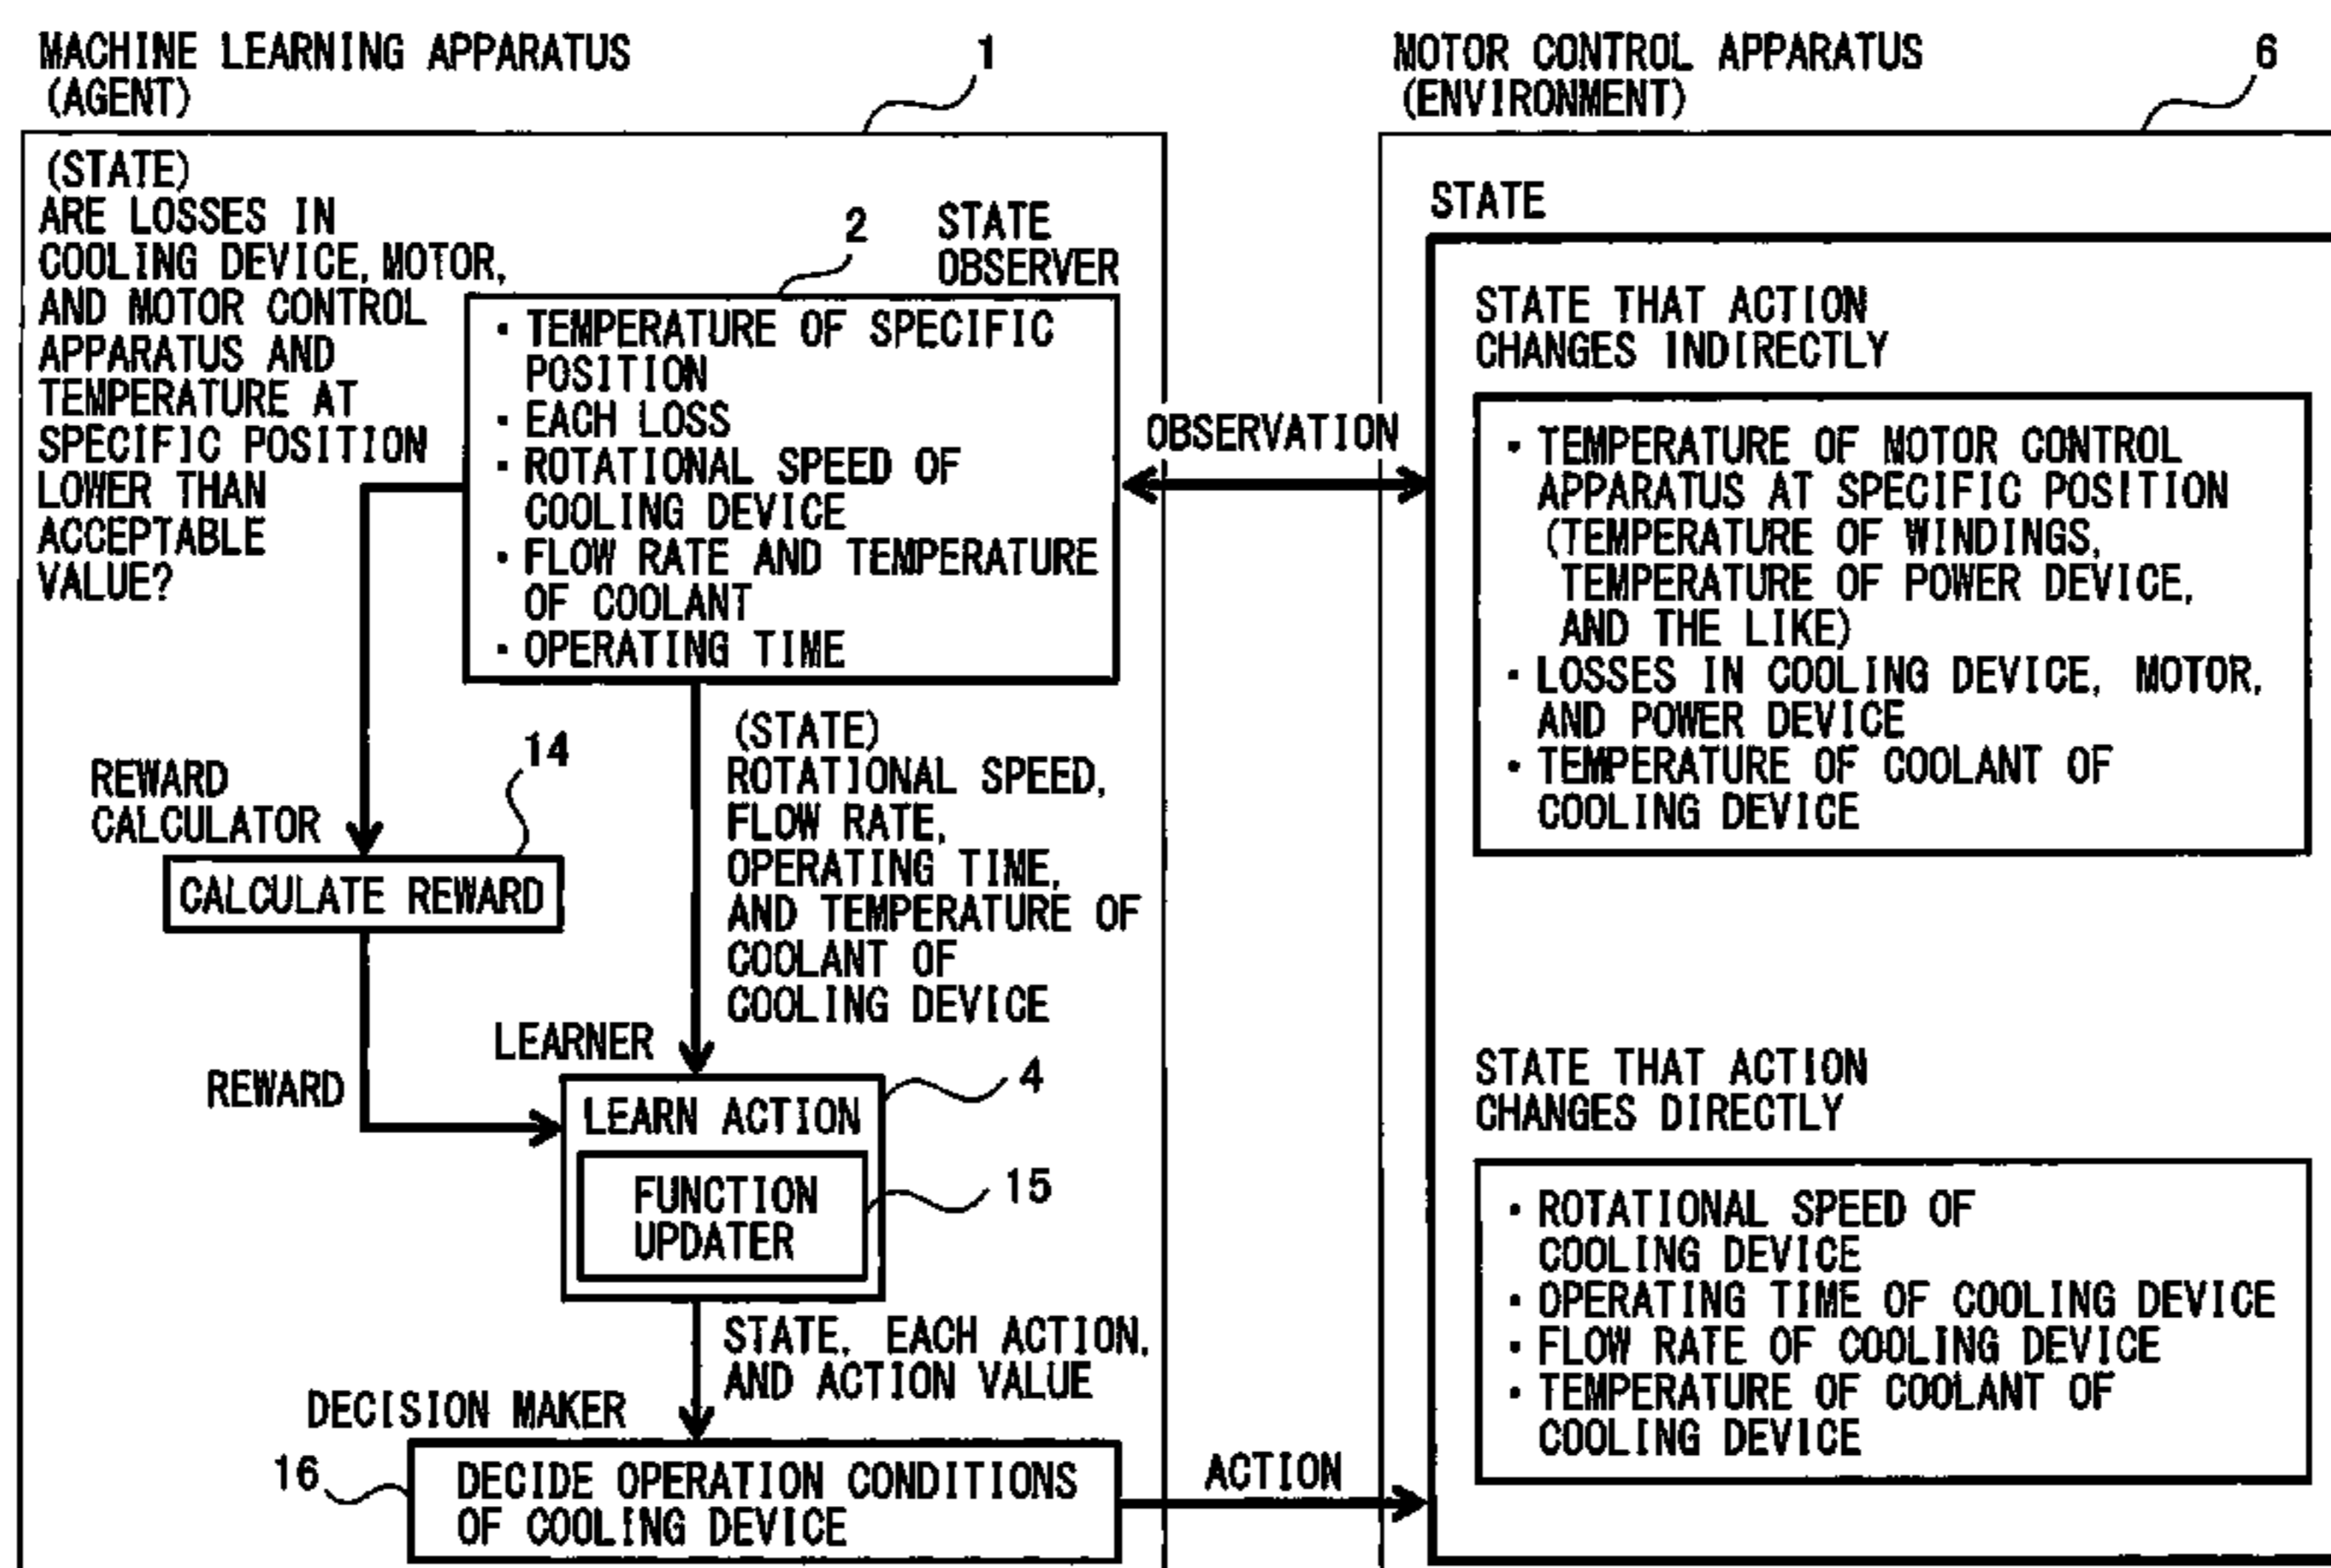 MACHINE LEARNING APPARATUS
(AGENT)
1
(STATE)
ARE LOSSES IN
COOLING DEVICE, MOTOR,
AND MOTOR CONTROL
APPARATUS AND
TEMPERATURE AT
SPECIFIC POSITION
LOWER THAN
ACCEPTABLE
VALUE?
2
STATE
OBSERVER
・TEMPERATURE OF SPECIFIC
POSITION
・EACH LOSS
・ROTATIONAL SPEED OF
COOLING DEVICE
・FLOW RATE AND TEMPERATURE
OF COOLANT
・OPERATING TIME
REWARD
CALCULATOR
14
CALCULATE REWARD
(STATE)
ROTATIONAL SPEED,
FLOW RATE,
OPERATING TIME,
AND TEMPERATURE OF
COOLANT OF
COOLING DEVICE
REWARD
LEARNER
4
LEARN ACTION
FUNCTION
UPDATER
15
STATE, EACH ACTION,
AND ACTION VALUE
DECISION MAKER
16
DECIDE OPERATION CONDITIONS
OF COOLING DEVICE
OBSERVATION
ACTION
MOTOR CONTROL APPARATUS
(ENVIRONMENT)
6
STATE
STATE THAT ACTION
CHANGES INDIRECTLY
・TEMPERATURE OF MOTOR CONTROL
APPARATUS AT SPECIFIC POSITION
(TEMPERATURE OF WINDINGS,
TEMPERATURE OF POWER DEVICE,
AND THE LIKE)
・LOSSES IN COOLING DEVICE, MOTOR,
AND POWER DEVICE
・TEMPERATURE OF COOLANT OF
COOLING DEVICE
STATE THAT ACTION
CHANGES DIRECTLY
・ROTATIONAL SPEED OF
COOLING DEVICE
・OPERATING TIME OF COOLING DEVICE
・FLOW RATE OF COOLING DEVICE
・TEMPERATURE OF COOLANT OF
COOLING DEVICE